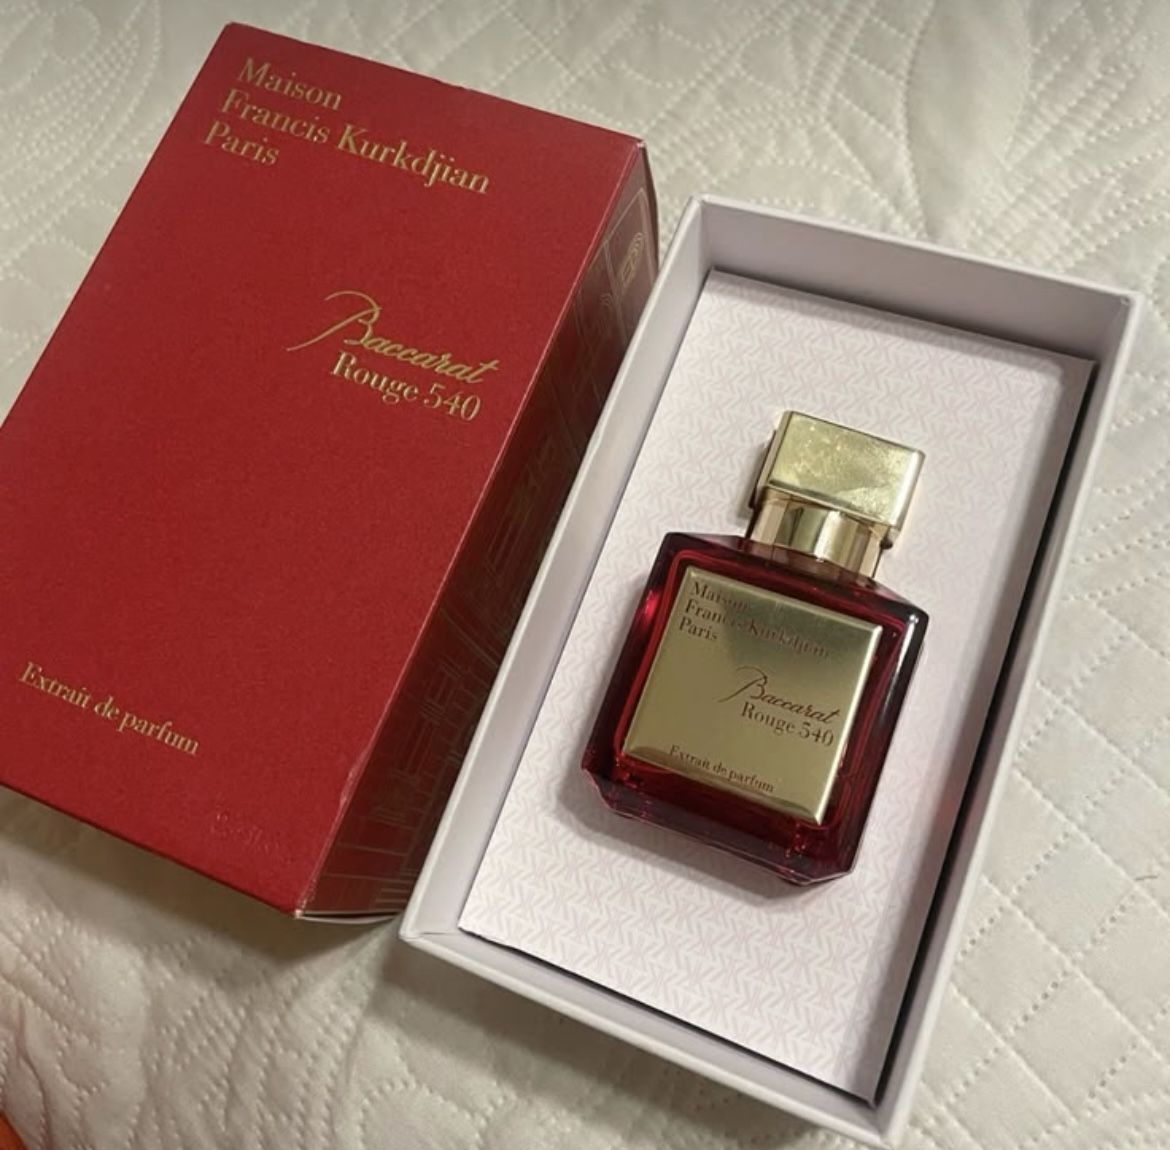 Maison
Francis Kurkdjian
Paris
Baccarat
Rouge 540
Extrait de parfum
Maison
Francis Kurkdjian
Paris
Baccarat
Rouge 540
Extrait de parfum